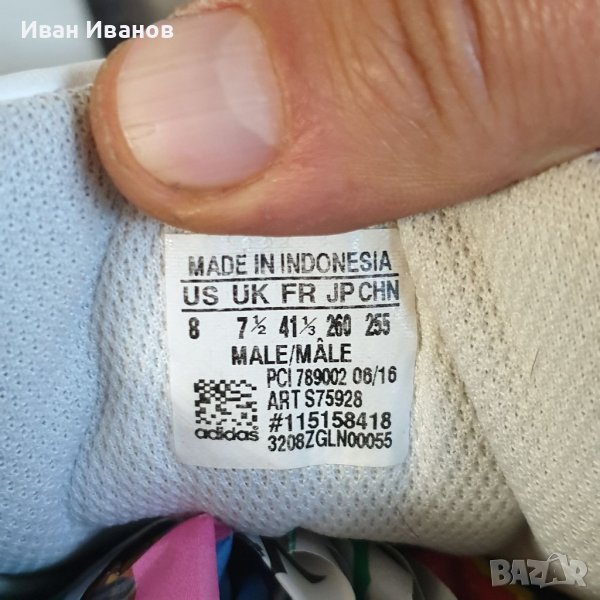 Иван Иванов
MADE IN INDONESIA
US UK FR JP CHN
8 7½ 41⅓ 260 255
MALE/MÂLE
PCI 789002 06/16
ART S75928
#115158418
adidas
3208ZGLN00055
BAZAR